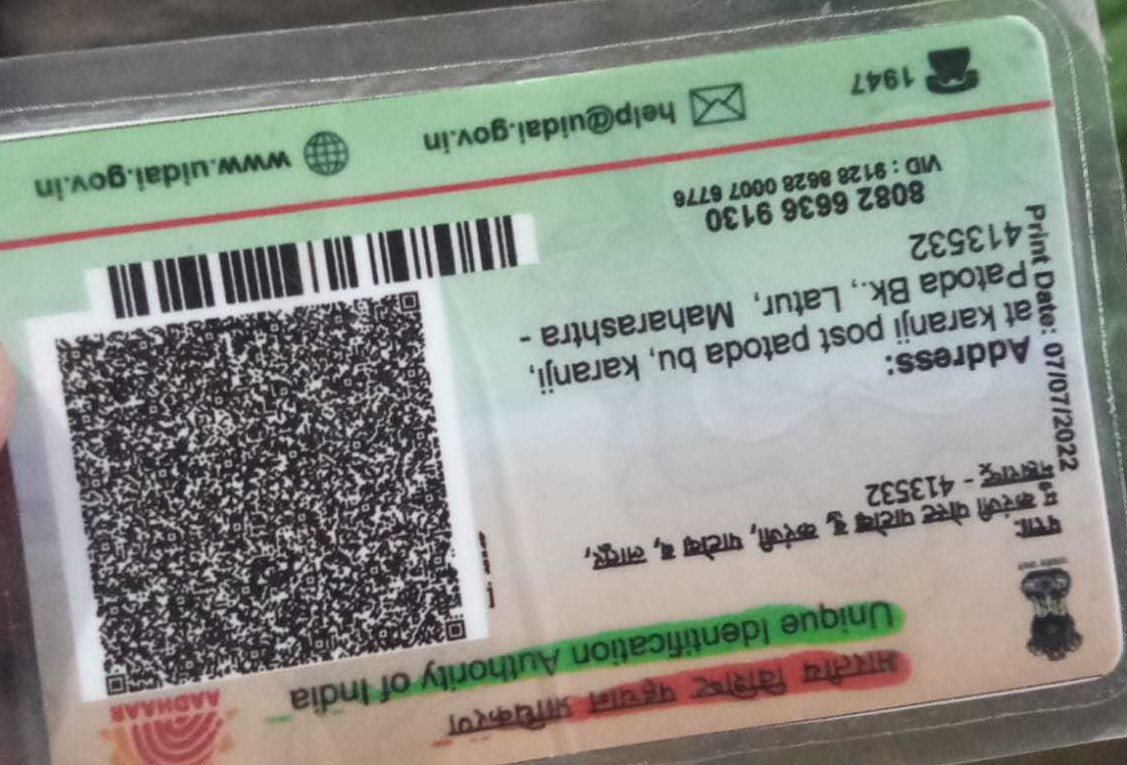 भारतीय विशिष्ट पहचान प्राधिकरण
Unique Identification Authority of India
AADHAAR
पत्ता:
करंजी पोस्ट पाटोदा बु, करंजी, पाटोदा बु, लातूर,
महाराष्ट्र - 413532
Address:
at karanji post patoda bu, karanji,
Patoda Bk., Latur, Maharashtra -
413532
Print Date: 07/07/2022
8082 6636 9130
VID : 9128 8628 0007 6776
1947
help@uidai.gov.in
www.uidai.gov.in